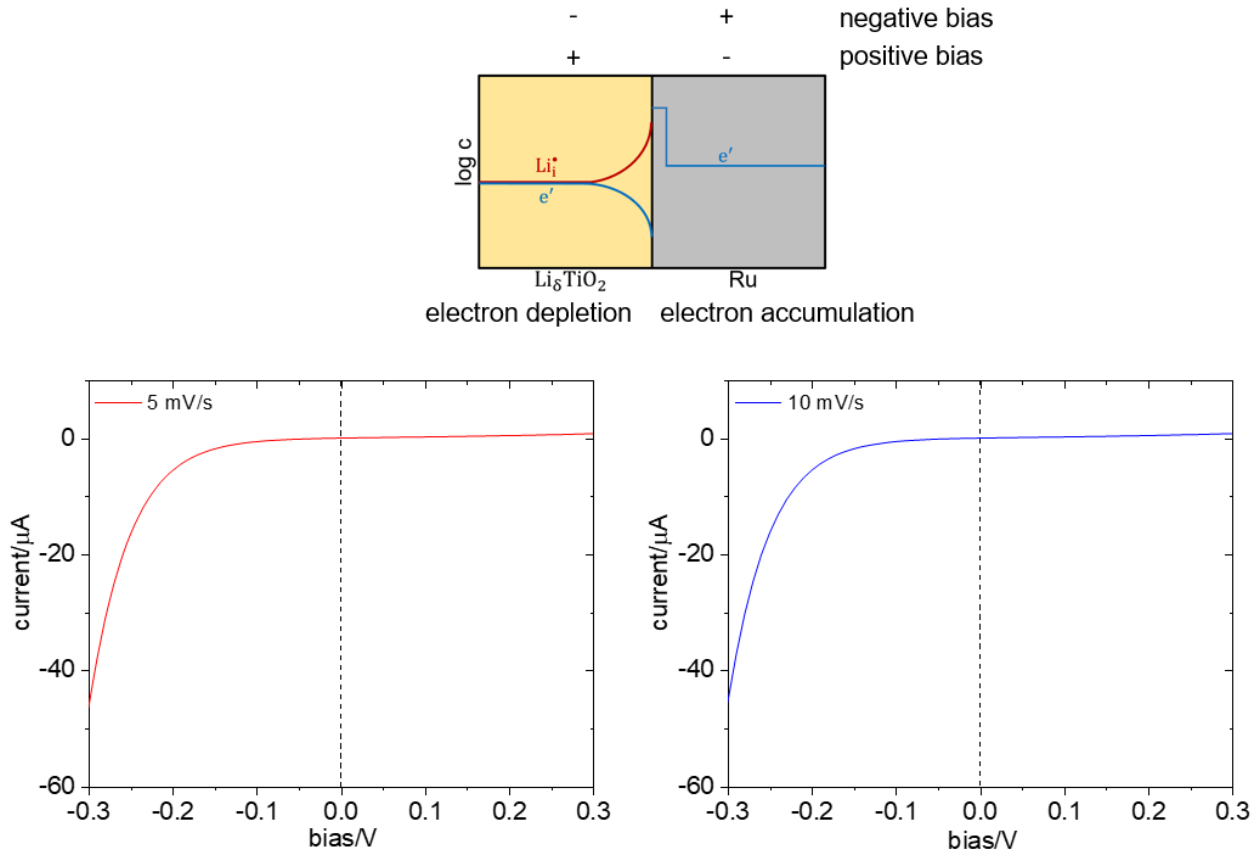 - + negative bias
+ - positive bias
log c
Liᵢ•
e′
e′
LiδTiO₂ Ru
electron depletion electron accumulation
5 mV/s
0
-20
-40
-60
-0.3 -0.2 -0.1 0.0 0.1 0.2 0.3
current/μA
bias/V
10 mV/s
0
-20
-40
-60
-0.3 -0.2 -0.1 0.0 0.1 0.2 0.3
current/μA
bias/V